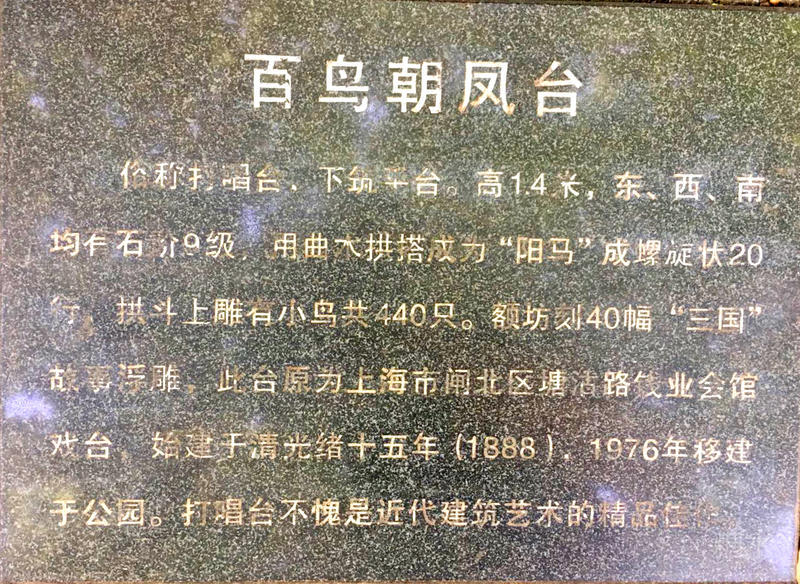 百鸟朝凤台
俗称打唱台，下筑平台。高1.4米，东、西、南
均有石阶9级，用曲木拱搭成为“阳马”成螺旋状20
行，拱斗上雕有小鸟共440只。额坊刻40幅“三国”
故事浮雕，此台原为上海市闸北区塘沽路钱业会馆
戏台，始建于清光绪十五年（1888），1976年移建
于公园。打唱台不愧是近代建筑艺术的精品佳作。